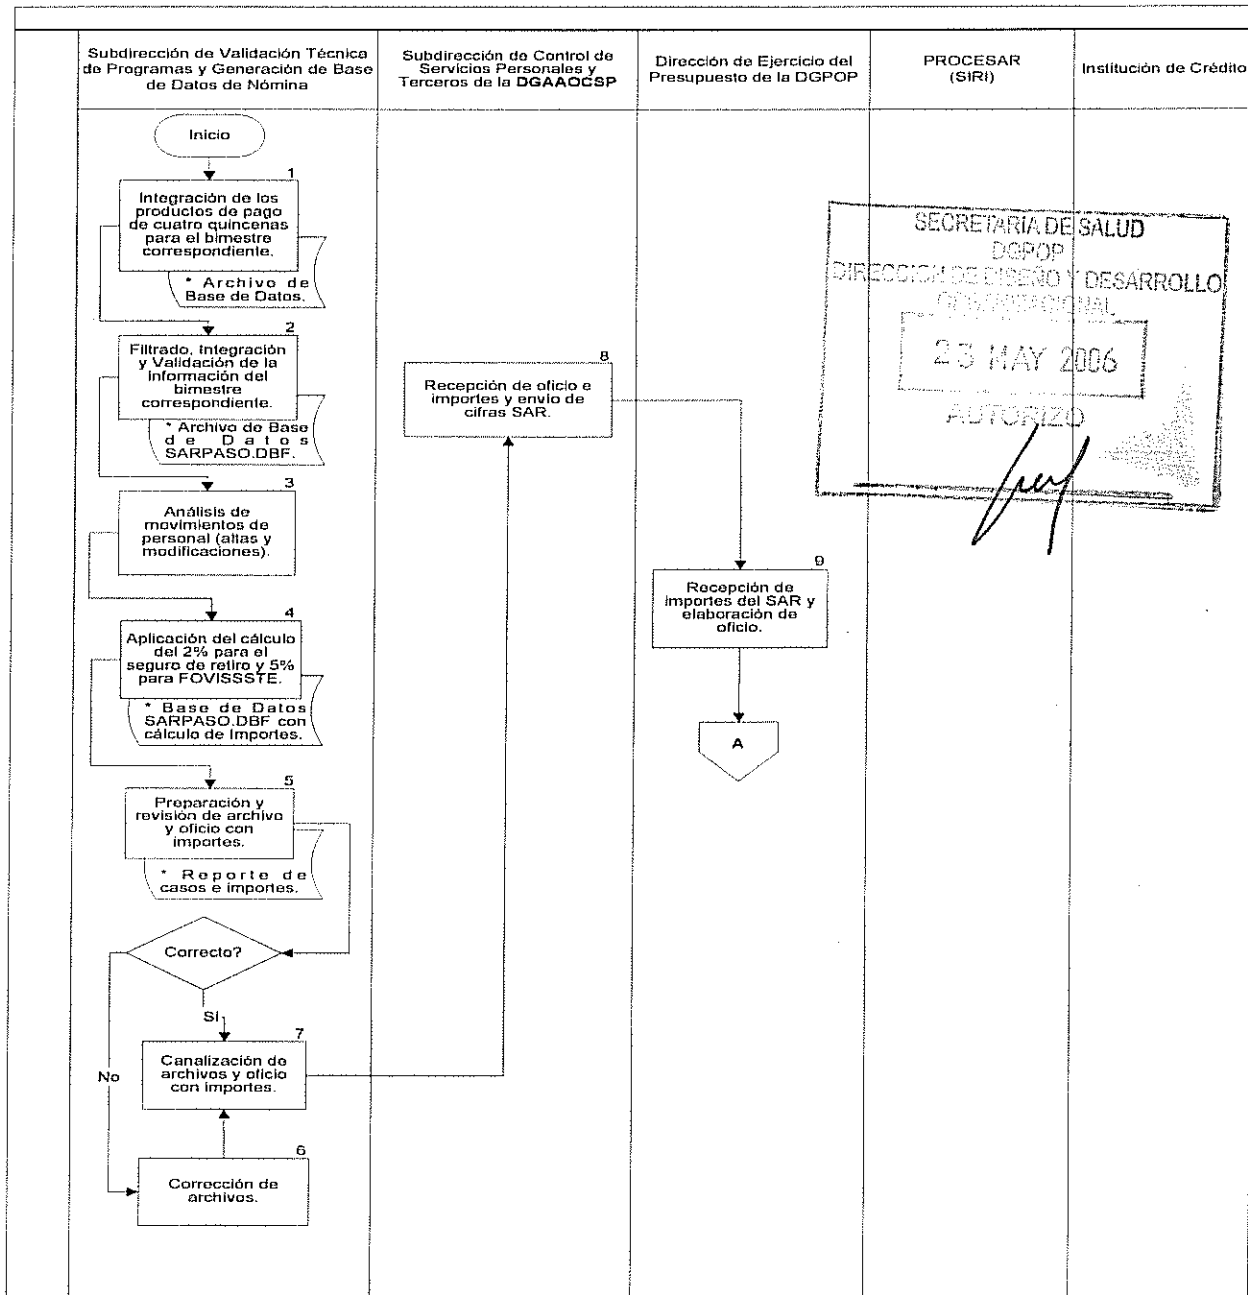 Subdirección de Validación Técnica
de Programas y Generación de Base
de Datos de Nómina
Subdirección de Control de
Servicios Personales y
Terceros de la DGAAOCSP
Dirección de Ejercicio del
Presupuesto de la DGPOP
PROCESAR
(SIRI)
Institución de Crédito
Inicio
1
Integración de los
productos de pago
de cuatro quincenas
para el bimestre
correspondiente.
* Archivo de
Base de Datos.
2
Filtrado, Integración
y Validación de la
Información del
bimestre
correspondiente.
* Archivo de Base
de Datos
SARPASO.DBF.
3
Análisis de
movimientos de
personal (altas y
modificaciones).
4
Aplicación del cálculo
del 2% para el
seguro de retiro y 5%
para FOVISSSTE.
* Base de Datos
SARPASO.DBF con
cálculo de Importes.
5
Preparación y
revisión de archivo
y oficio con
importes.
* Reporte de
casos e importes.
Correcto?
Sí
No
7
Canalización de
archivos y oficio
con importes.
6
Corrección de
archivos.
8
Recepción de oficio e
importes y envío de
cifras SAR.
9
Recepción de
importes del SAR y
elaboración de
oficio.
A
SECRETARIA DE SALUD
DGPOP
DIRECCION DE DISEÑO Y DESARROLLO
ORGANIZACIONAL
23 MAY 2006
AUTORIZO